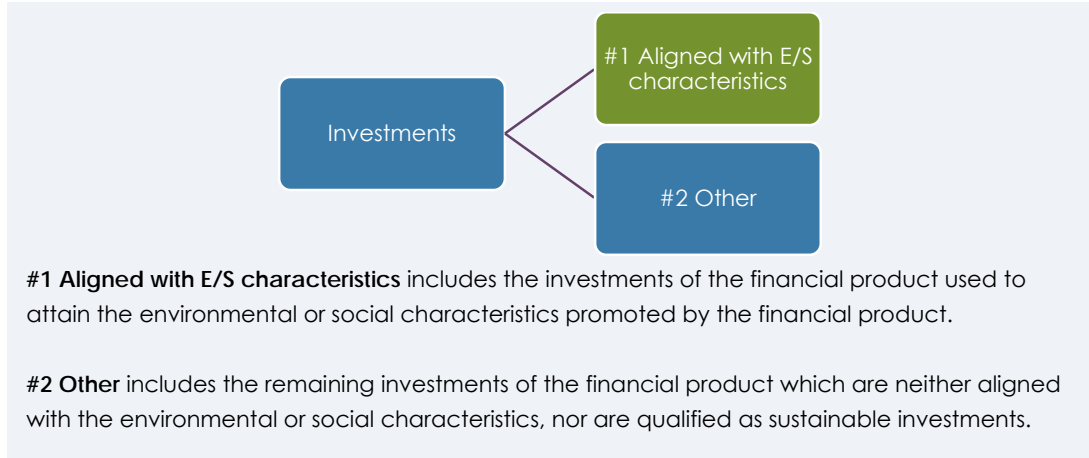 #1 Aligned with E/S
characteristics
Investments
#2 Other
#1 Aligned with E/S characteristics includes the investments of the financial product used to
attain the environmental or social characteristics promoted by the financial product.
#2 Other includes the remaining investments of the financial product which are neither aligned
with the environmental or social characteristics, nor are qualified as sustainable investments.